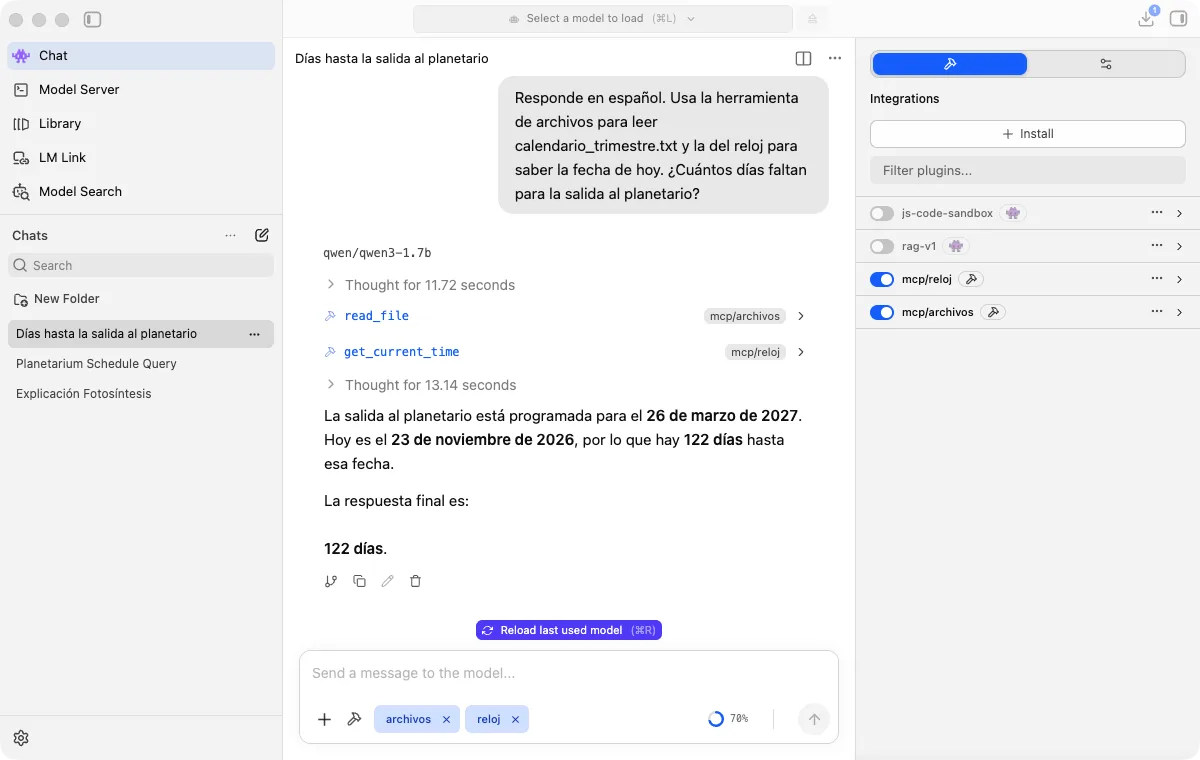 Select a model to load (⌘L)
1
Chat
Model Server
Library
LM Link
Model Search
Chats
Search
New Folder
Días hasta la salida al planetario
Planetarium Schedule Query
Explicación Fotosíntesis
Días hasta la salida al planetario
Responde en español. Usa la herramienta
de archivos para leer
calendario_trimestre.txt y la del reloj para
saber la fecha de hoy. ¿Cuántos días faltan
para la salida al planetario?
qwen/qwen3-1.7b
Thought for 11.72 seconds
read_file mcp/archivos
get_current_time mcp/reloj
Thought for 13.14 seconds
La salida al planetario está programada para el 26 de marzo de 2027.
Hoy es el 23 de noviembre de 2026, por lo que hay 122 días hasta
esa fecha.
La respuesta final es:
122 días.
Reload last used model (⌘R)
Send a message to the model...
archivos
reloj
70%
Integrations
Install
Filter plugins...
js-code-sandbox
rag-v1
mcp/reloj
mcp/archivos